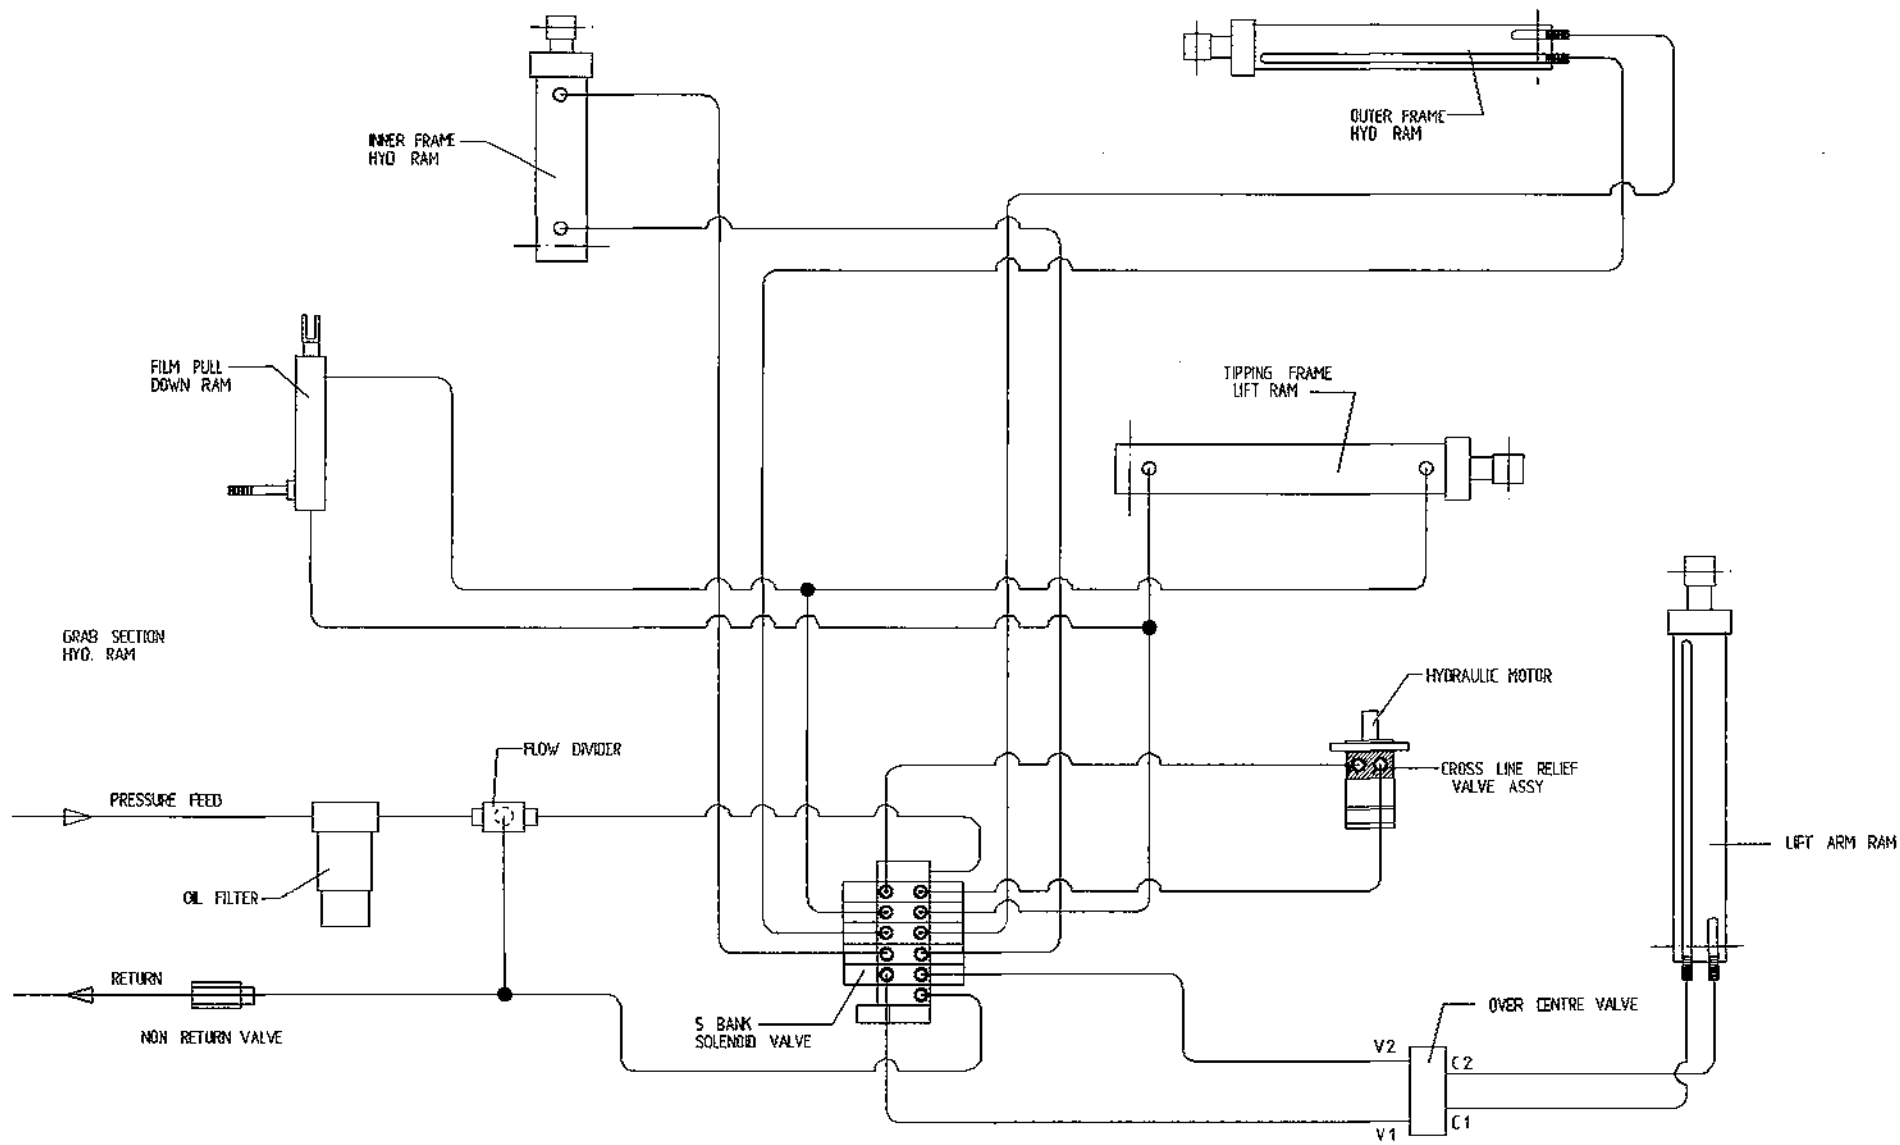 INNER FRAME
HYD RAM
OUTER FRAME
HYD RAM
FILM PULL
DOWN RAM
TIPPING FRAME
LIFT RAM
GRAB SECTION
HYD. RAM
HYDRAULIC MOTOR
FLOW DIVIDER
CROSS LINE RELIEF
VALVE ASSY
PRESSURE FEED
LIFT ARM RAM
OIL FILTER
RETURN
OVER CENTRE VALVE
5 BANK
SOLENOID VALVE
NON RETURN VALVE
V2
C2
C1
V1